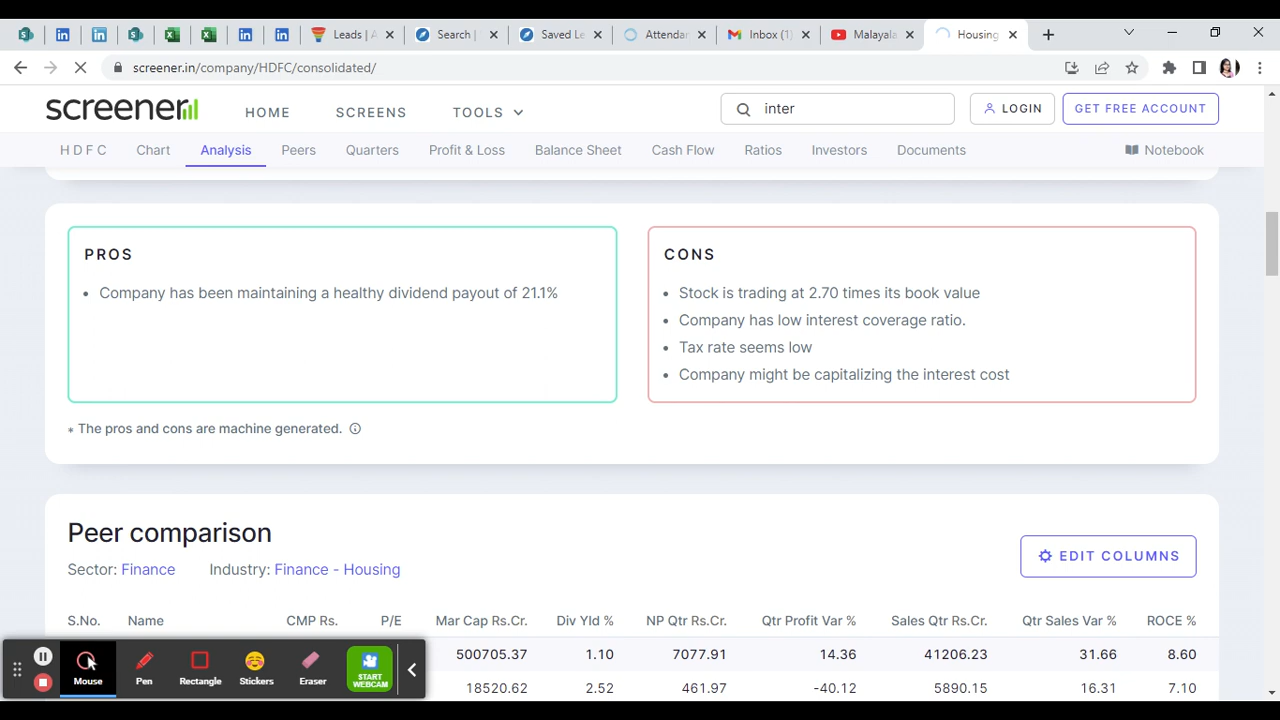 Leads | A
Search |
Saved Le
Attendar
Inbox (1)
Malayala
Housing
screener.in/company/HDFC/consolidated/
screener
HOME
SCREENS
TOOLS
inter
LOGIN
GET FREE ACCOUNT
H D F C
Chart
Analysis
Peers
Quarters
Profit & Loss
Balance Sheet
Cash Flow
Ratios
Investors
Documents
Notebook
PROS
• Company has been maintaining a healthy dividend payout of 21.1%
CONS
• Stock is trading at 2.70 times its book value
• Company has low interest coverage ratio.
• Tax rate seems low
• Company might be capitalizing the interest cost
* The pros and cons are machine generated.
Peer comparison
Sector: Finance Industry: Finance - Housing
EDIT COLUMNS
S.No. Name CMP Rs. P/E Mar Cap Rs.Cr. Div Yld % NP Qtr Rs.Cr. Qtr Profit Var % Sales Qtr Rs.Cr. Qtr Sales Var % ROCE %
500705.37 1.10 7077.91 14.36 41206.23 31.66 8.60
18520.62 2.52 461.97 -40.12 5890.15 16.31 7.10
Mouse
Pen
Rectangle
Stickers
Eraser
START
WEBCAM